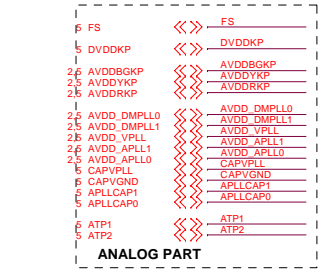 5 FS FS
5 DVDDKP DVDDKP
2,5 AVDDBGKP AVDDBGKP
2,5 AVDDYKP AVDDYKP
2,5 AVDDRKP AVDDRKP
2,5 AVDD_DMPLL0 AVDD_DMPLL0
2,5 AVDD_DMPLL1 AVDD_DMPLL1
2,5 AVDD_VPLL AVDD_VPLL
2,5 AVDD_APLL1 AVDD_APLL1
2,5 AVDD_APLL0 AVDD_APLL0
5 CAPVPLL CAPVPLL
5 CAPVGND CAPVGND
5 APLLCAP1 APLLCAP1
5 APLLCAP0 APLLCAP0
5 ATP1 ATP1
5 ATP2 ATP2
ANALOG PART